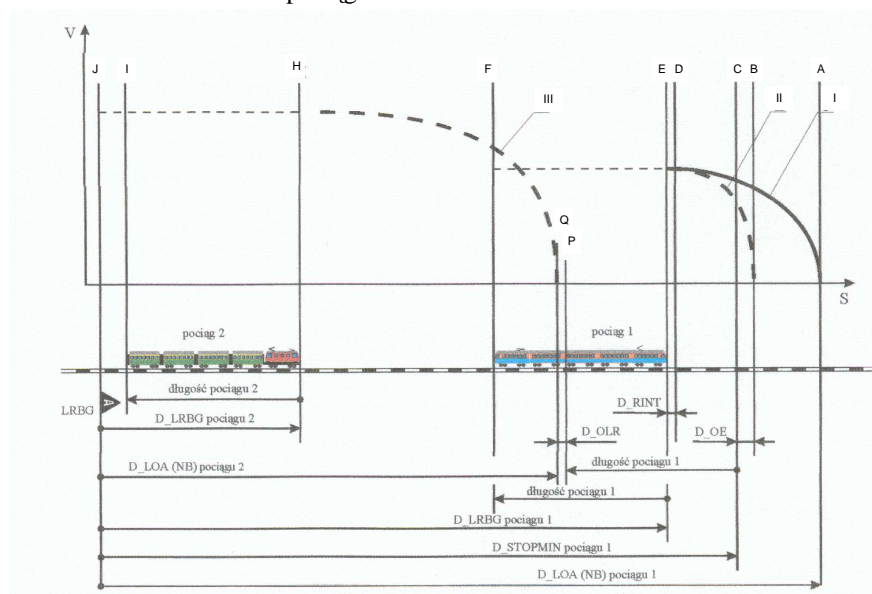 V
J I H F E D C B A
III
II
I
Q
P
S
pociąg 2
pociąg 1
długość pociągu 2
LRBG
D_LRBG pociągu 2
D_RINT
D_OLR
D_OE
D_LOA (NB) pociągu 2
długość pociągu 1
długość pociągu 1
D_LRBG pociągu 1
D_STOPMIN pociągu 1
D_LOA (NB) pociągu 1